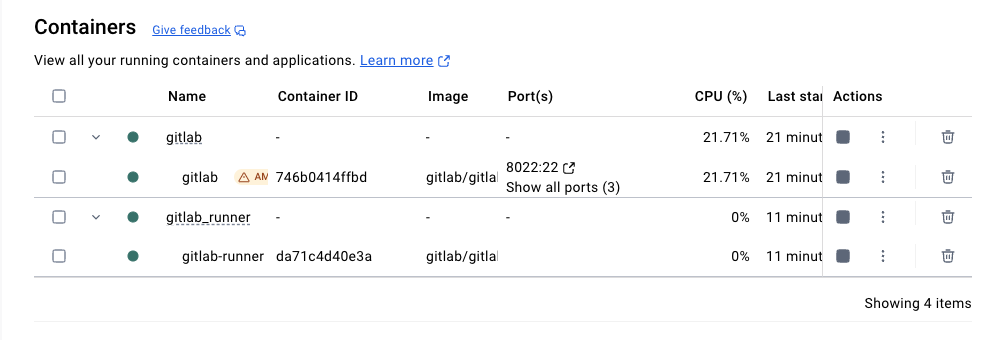 Containers Give feedback
View all your running containers and applications. Learn more
Name Container ID Image Port(s) CPU (%) Last star Actions
gitlab - - - 21.71% 21 minut
gitlab AM 746b0414ffbd gitlab/gitla 8022:22 21.71% 21 minut
Show all ports (3)
gitlab_runner - - - 0% 11 minut
gitlab-runner da71c4d40e3a gitlab/gitla 0% 11 minut
Showing 4 items